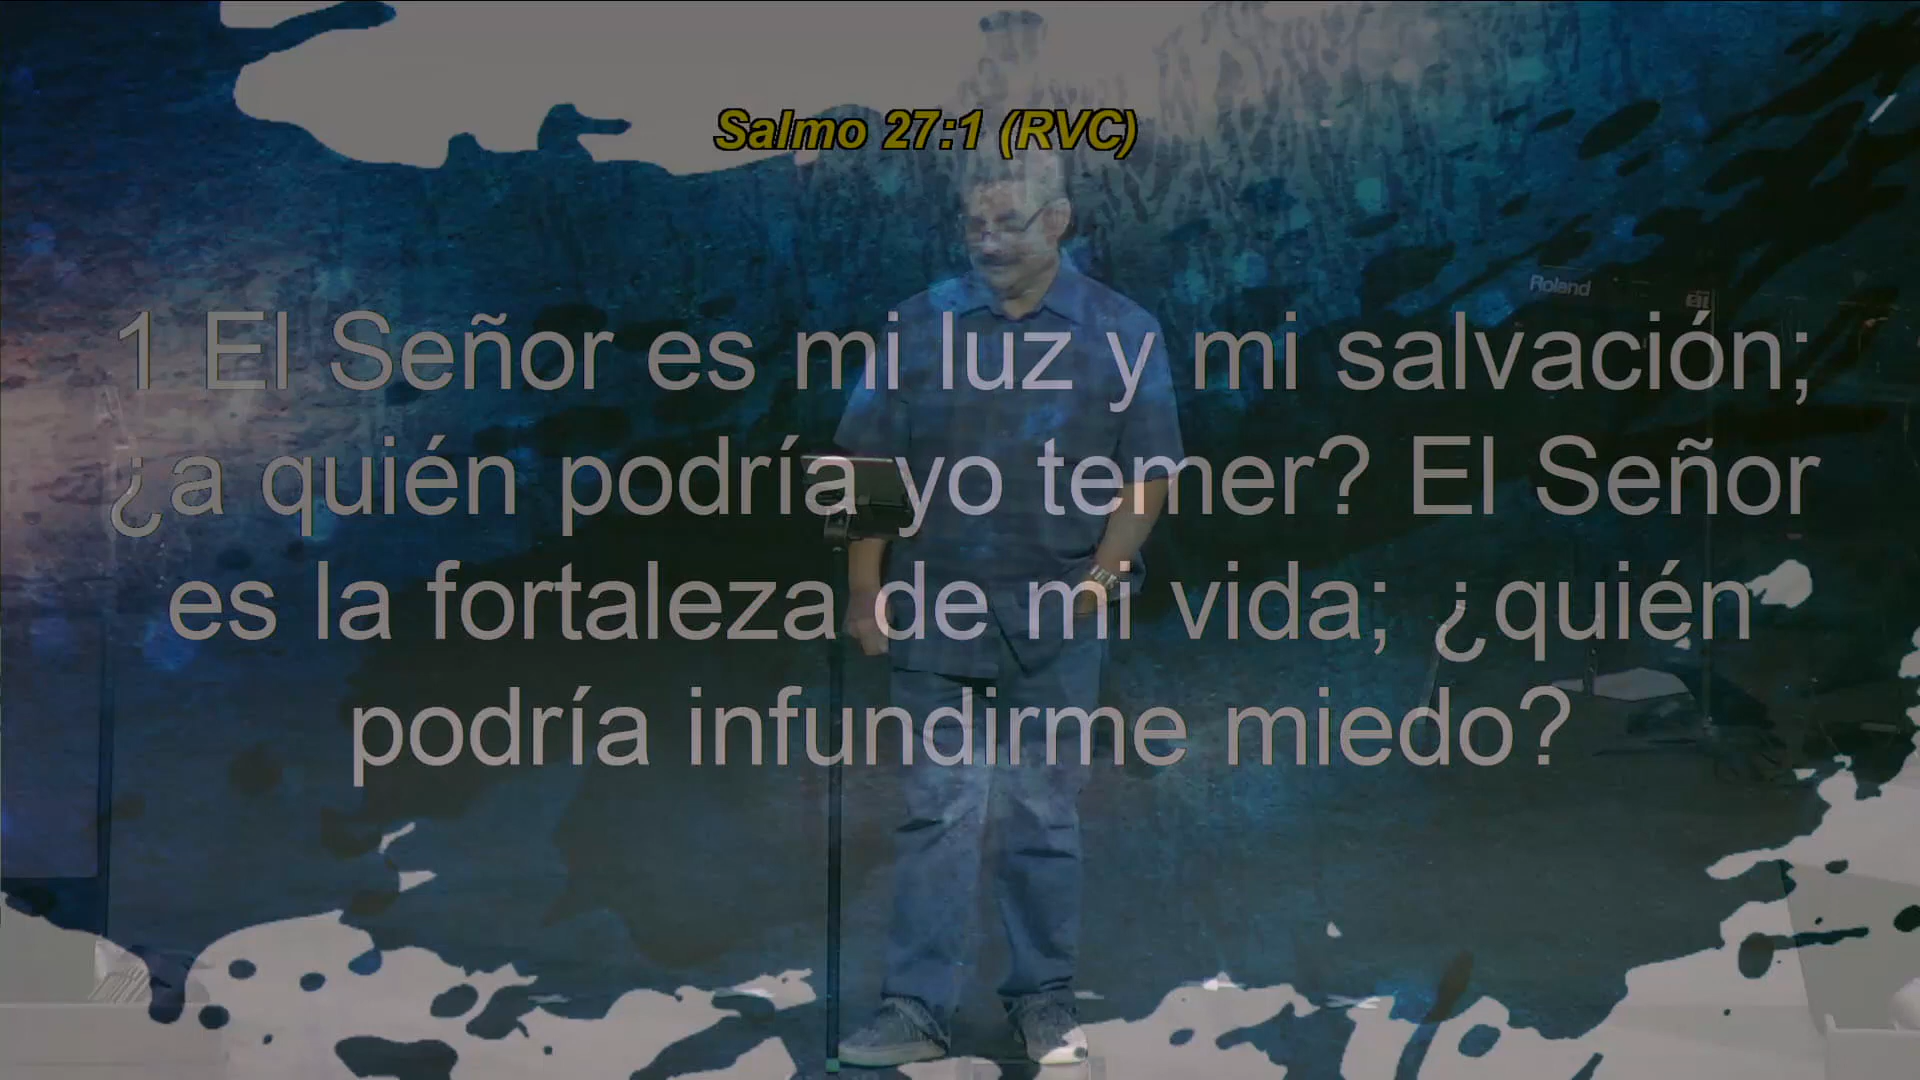 Salmo 27:1 (RVC)
1 El Señor es mi luz y mi salvación;
¿a quién podría yo temer? El Señor
es la fortaleza de mi vida; ¿quién
podría infundirme miedo?
Roland